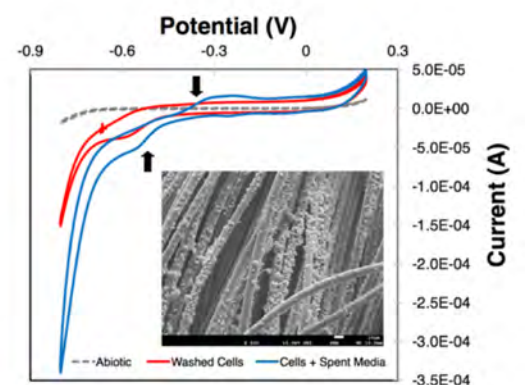 Potential (V)
-0.9 -0.6 -0.3 0 0.3
5.0E-05
0.0E+00
-5.0E-05
-1.0E-04
-1.5E-04
-2.0E-04
-2.5E-04
-3.0E-04
-3.5E-04
Current (A)
Abiotic Washed Cells Cells + Spent Media